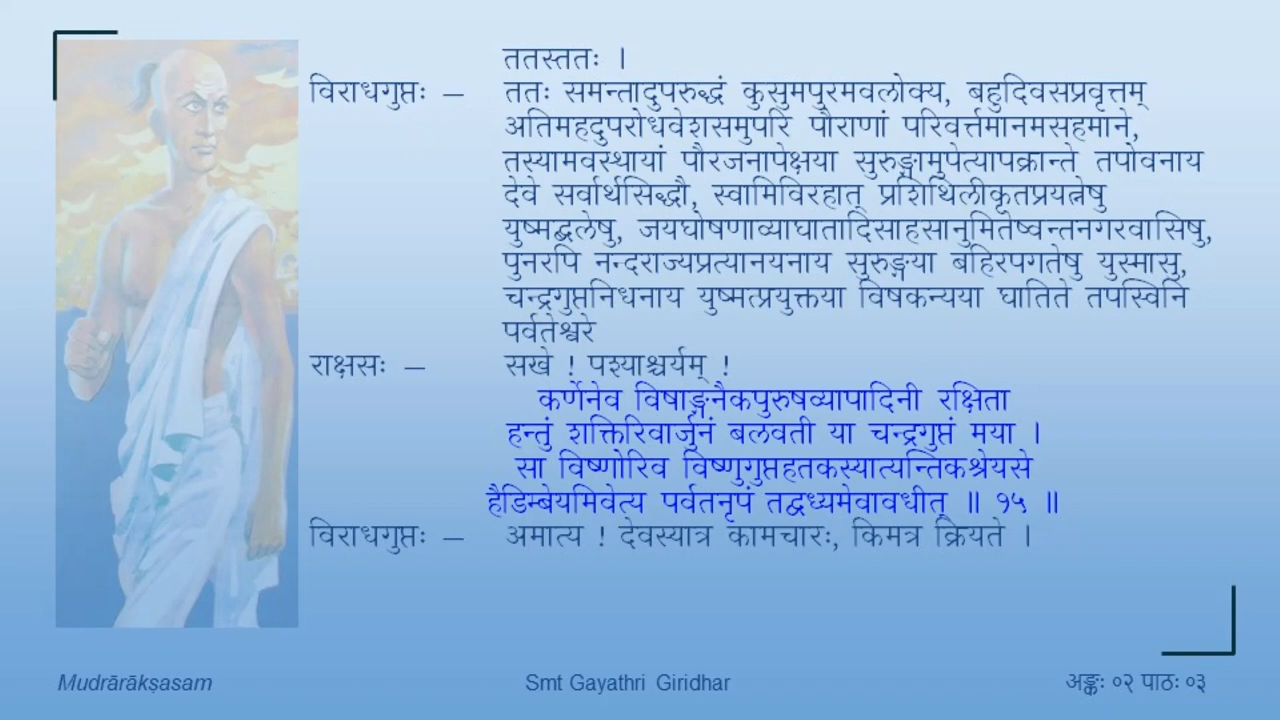 ततस्ततः ।
विराधगुप्तः – ततः समन्तादुपरुद्धं कुसुमपुरमवलोक्य, बहुदिवसप्रवृत्तम्
अतिमहदुपरोधवेशसमुपरि पौराणां परिवर्त्तमानमसहमाने,
तस्यामवस्थायां पौरजनापेक्षया सुरुङ्गामुपेत्यापक्रान्ते तपोवनाय
देवे सर्वार्थसिद्धौ, स्वामिविरहात् प्रशिथिलीकृतप्रयत्नेषु
युष्मद्बलेषु, जयघोषणाव्याघातादिसाहसानुमितेष्वन्तनगरवासिषु,
पुनरपि नन्दराज्यप्रत्यानयनाय सुरुङ्गया बहिरपगतेषु युस्मासु,
चन्द्रगुप्तनिधनाय युष्मत्प्रयुक्तया विषकन्यया घातिते तपस्विनि
पर्वतेश्वरे
राक्षसः – सखे ! पश्याश्चर्यम् !
कर्णेनेव विषाङ्गनैकपुरुषव्यापादिनी रक्षिता
हन्तुं शक्तिरिवार्जुनं बलवती या चन्द्रगुप्तं मया ।
सा विष्णोरिव विष्णुगुप्तहतकस्यात्यन्तिकश्रेयसे
हैडिम्बेयमिवेत्य पर्वतनृपं तद्वध्यमेवावधीत् ॥ १५ ॥
विराधगुप्तः – अमात्य ! देवस्यात्र कामचारः, किमत्र क्रियते ।
Mudrārākṣasam Smt Gayathri Giridhar अङ्कः ०२ पाठः ०३